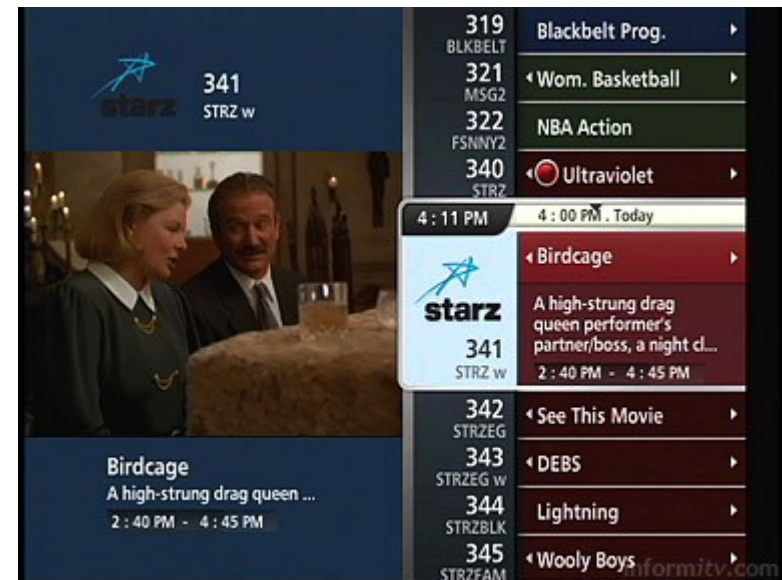 starz
341
STRZ w
Birdcage
A high-strung drag queen ...
2 : 40 PM - 4 : 45 PM
319
BLKBELT
Blackbelt Prog.
321
MSG2
Wom. Basketball
322
FSNNY2
NBA Action
340
STRZ
Ultraviolet
4 : 11 PM
4 : 00 PM . Today
starz
341
STRZ w
Birdcage
A high-strung drag
queen performer's
partner/boss, a night cl...
2 : 40 PM - 4 : 45 PM
342
STRZEG
See This Movie
343
STRZEG w
DEBS
344
STRZBLK
Lightning
345
STRZFAM
Wooly Boys
informitv.com